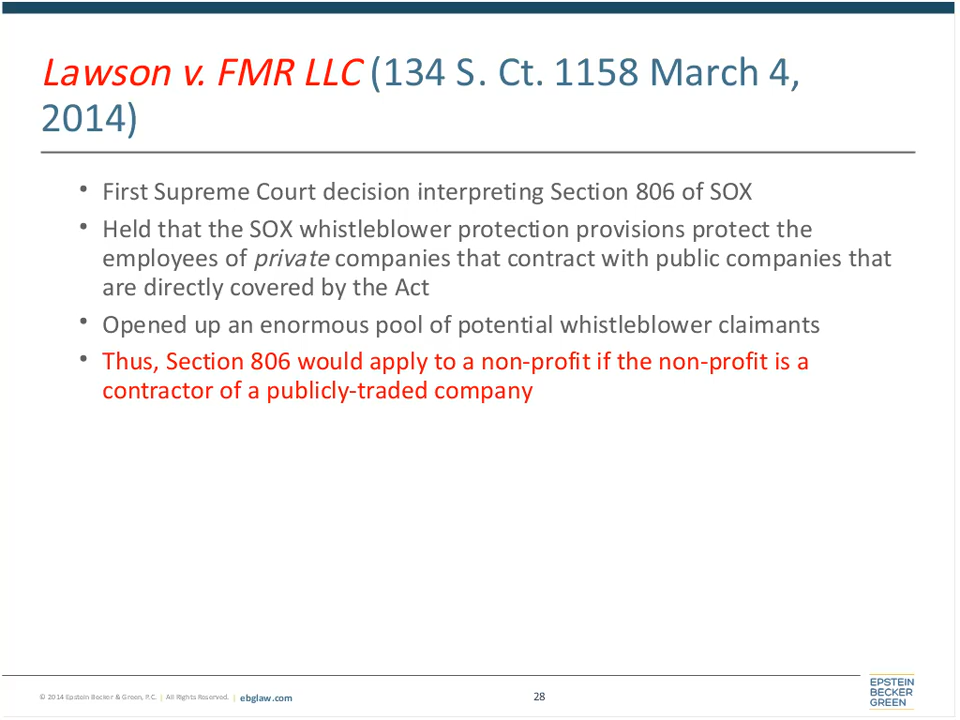 Lawson v. FMR LLC (134 S. Ct. 1158 March 4,
2014)
• First Supreme Court decision interpreting Section 806 of SOX
• Held that the SOX whistleblower protection provisions protect the
employees of private companies that contract with public companies that
are directly covered by the Act
• Opened up an enormous pool of potential whistleblower claimants
• Thus, Section 806 would apply to a non-profit if the non-profit is a
contractor of a publicly-traded company
© 2014 Epstein Becker & Green, P.C. | All Rights Reserved. | ebglaw.com
28
EPSTEIN
BECKER
GREEN